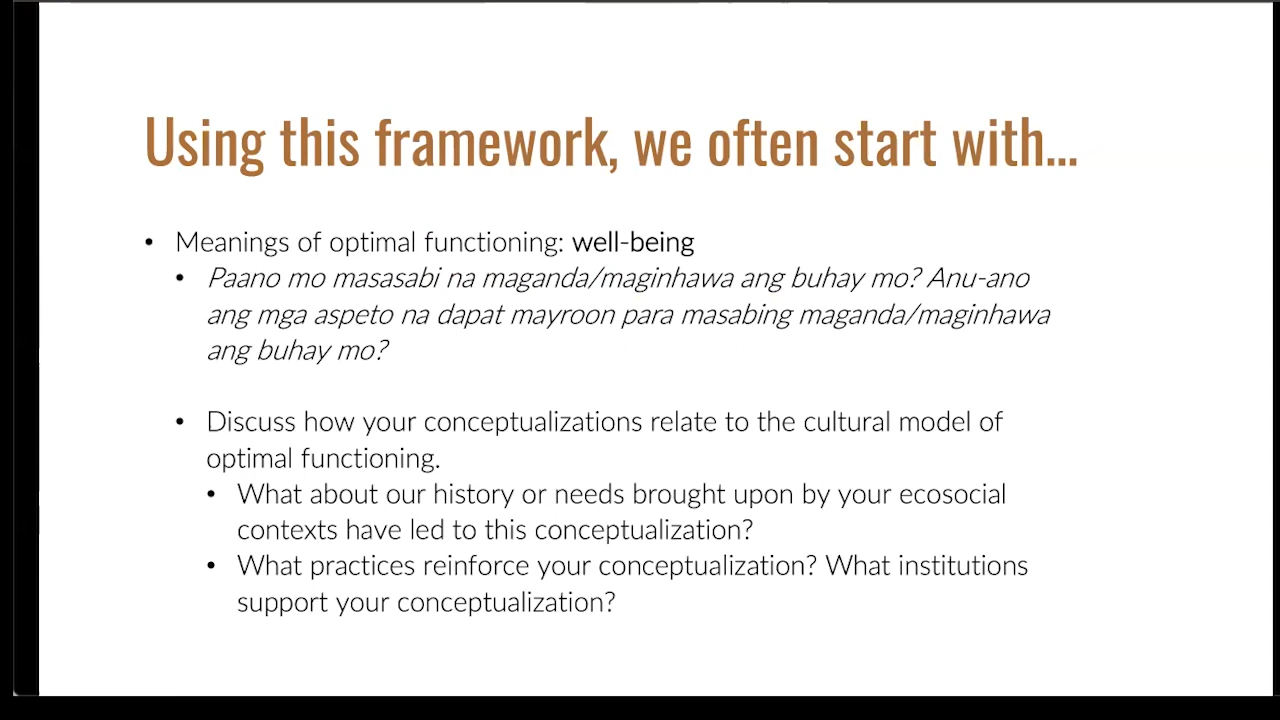 Using this framework, we often start with...
• Meanings of optimal functioning: well-being
• Paano mo masasabi na maganda/maginhawa ang buhay mo? Anu-ano
ang mga aspeto na dapat mayroon para masabing maganda/maginhawa
ang buhay mo?
• Discuss how your conceptualizations relate to the cultural model of
optimal functioning.
• What about our history or needs brought upon by your ecosocial
contexts have led to this conceptualization?
• What practices reinforce your conceptualization? What institutions
support your conceptualization?